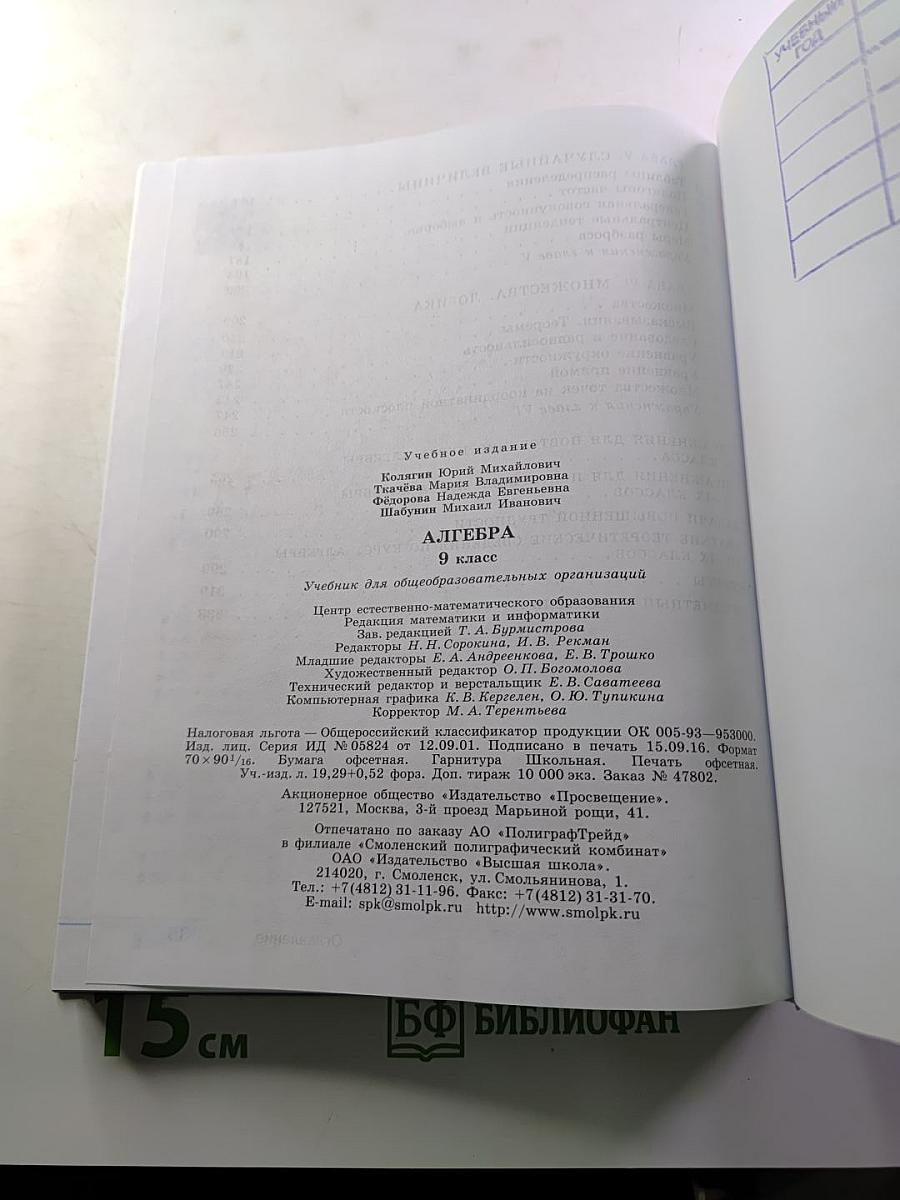 УЧЕБНЫЙ
ГОД
Учебное издание
Колягин Юрий Михайлович
Ткачёва Мария Владимировна
Фёдорова Надежда Евгеньевна
Шабунин Михаил Иванович
АЛГЕБРА
9 класс
Учебник для общеобразовательных организаций
Центр естественно-математического образования
Редакция математики и информатики
Зав. редакцией Т. А. Бурмистрова
Редакторы Н. Н. Сорокина, И. В. Рекман
Младшие редакторы Е. А. Андреенкова, Е. В. Трошко
Художественный редактор О. П. Богомолова
Технический редактор и верстальщик Е. В. Саватеева
Компьютерная графика К. В. Кергелен, О. Ю. Тупикина
Корректор М. А. Терентьева
Налоговая льгота — Общероссийский классификатор продукции ОК 005-93—953000.
Изд. лиц. Серия ИД № 05824 от 12.09.01. Подписано в печать 15.09.16. Формат
70 × 90 1/16. Бумага офсетная. Гарнитура Школьная. Печать офсетная.
Уч.-изд. л. 19,29+0,52 форз. Доп. тираж 10 000 экз. Заказ № 47802.
Акционерное общество «Издательство «Просвещение».
127521, Москва, 3-й проезд Марьиной рощи, 41.
Отпечатано по заказу АО «ПолиграфТрейд»
в филиале «Смоленский полиграфический комбинат»
ОАО «Издательство «Высшая школа».
214020, г. Смоленск, ул. Смольянинова, 1.
Тел.: +7(4812) 31-11-96. Факс: +7(4812) 31-31-70.
E-mail: spk@smolpk.ru http://www.smolpk.ru
15 см
БФ БИБЛИОФАН